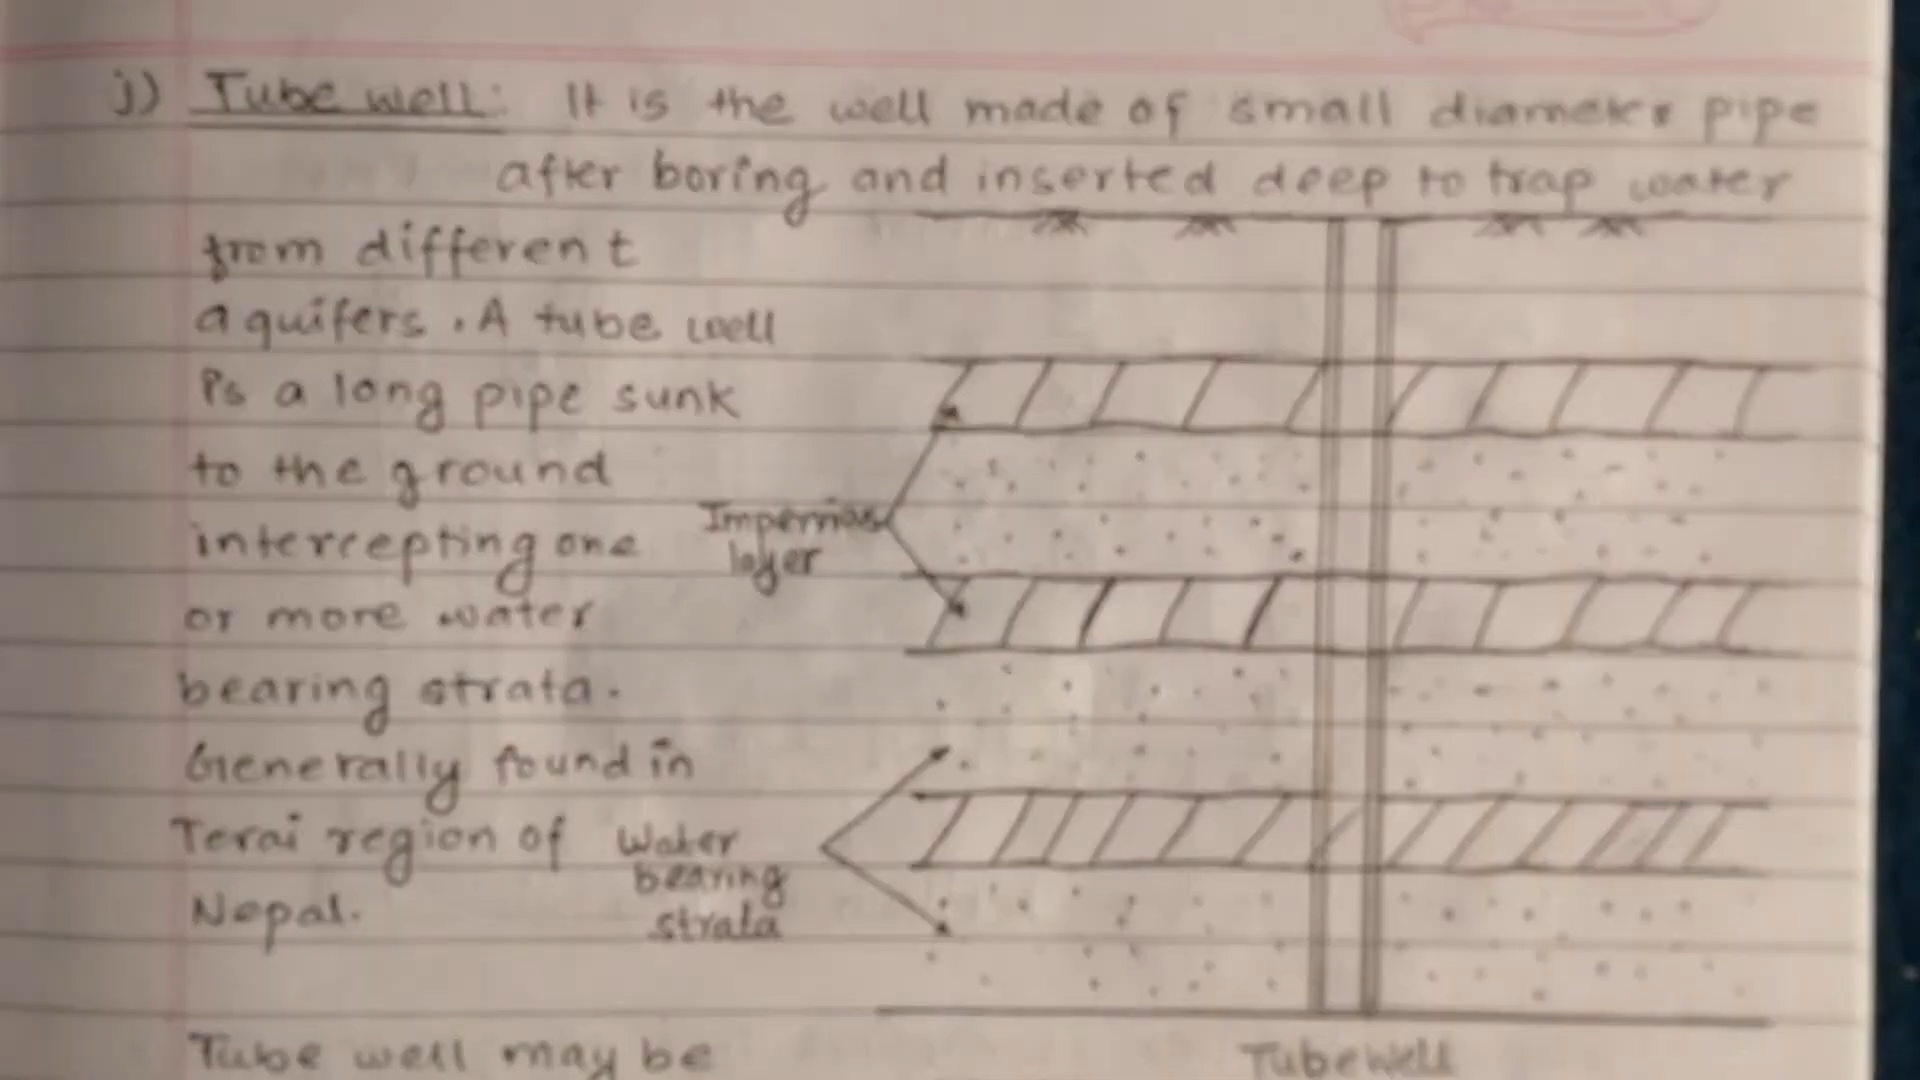 j) Tube well: It is the well made of small diameter pipe
after boring and inserted deep to trap water
from different
aquifers. A tube well
is a long pipe sunk
to the ground
intercepting one
or more water
bearing strata.
Generally found in
Terai region of
Nepal.
Impervias
layer
Water
bearing
strata
Tube well may be
Tubewell